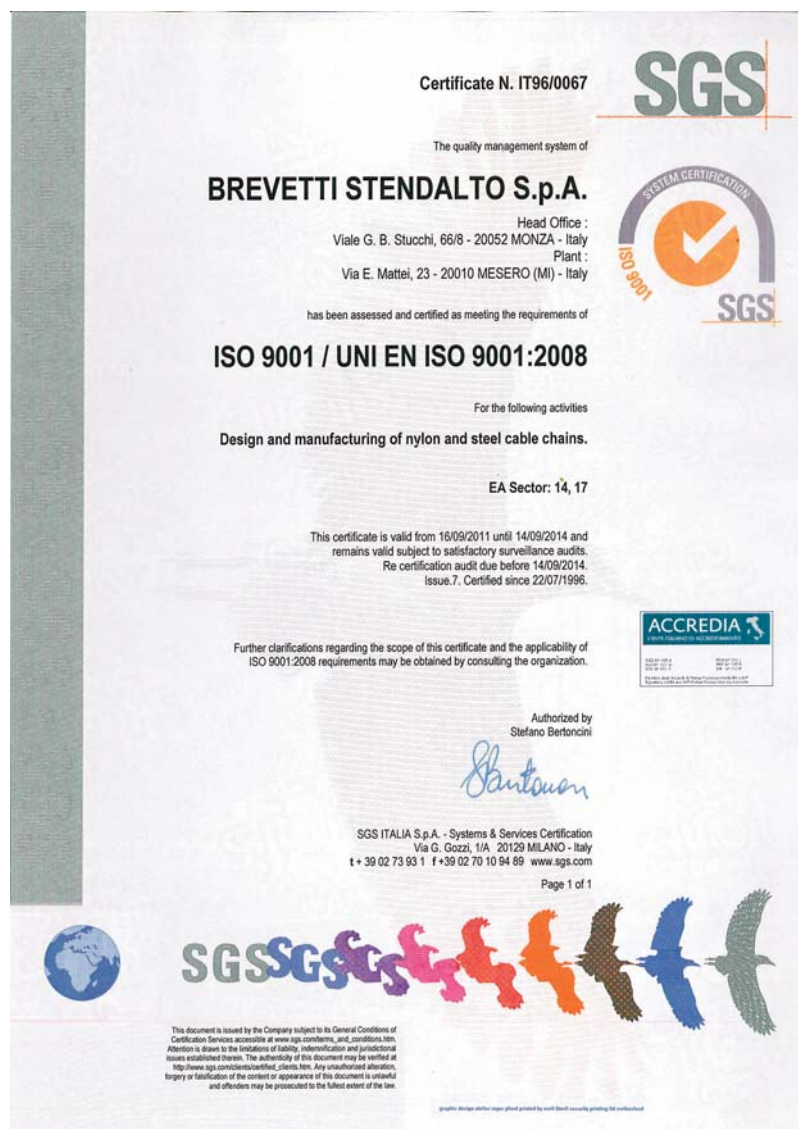 Certificate N. IT96/0067
SGS
The quality management system of
BREVETTI STENDALTO S.p.A.
Head Office :
Viale G. B. Stucchi, 66/8 - 20052 MONZA - Italy
Plant :
Via E. Mattei, 23 - 20010 MESERO (MI) - Italy
SYSTEM CERTIFICATION
ISO 9001
SGS
has been assessed and certified as meeting the requirements of
ISO 9001 / UNI EN ISO 9001:2008
For the following activities
Design and manufacturing of nylon and steel cable chains.
EA Sector: 14, 17
This certificate is valid from 16/09/2011 until 14/09/2014 and
remains valid subject to satisfactory surveillance audits.
Re certification audit due before 14/09/2014.
Issue.7. Certified since 22/07/1996.
ACCREDIA
L'ENTE ITALIANO DI ACCREDITAMENTO
Further clarifications regarding the scope of this certificate and the applicability of
ISO 9001:2008 requirements may be obtained by consulting the organization.
Authorized by
Stefano Bertoncini
SGS ITALIA S.p.A. - Systems & Services Certification
Via G. Gozzi, 1/A 20129 MILANO - Italy
t + 39 02 73 93 1 f +39 02 70 10 94 89 www.sgs.com
Page 1 of 1
SGSSGS
This document is issued by the Company subject to its General Conditions of
Certification Services accessible at www.sgs.com/terms_and_conditions.htm.
Attention is drawn to the limitations of liability, indemnification and jurisdictional
issues established therein. The authenticity of this document may be verified at
http://www.sgs.com/clients/certified_clients.htm. Any unauthorized alteration,
forgery or falsification of the content or appearance of this document is unlawful
and offenders may be prosecuted to the fullest extent of the law.